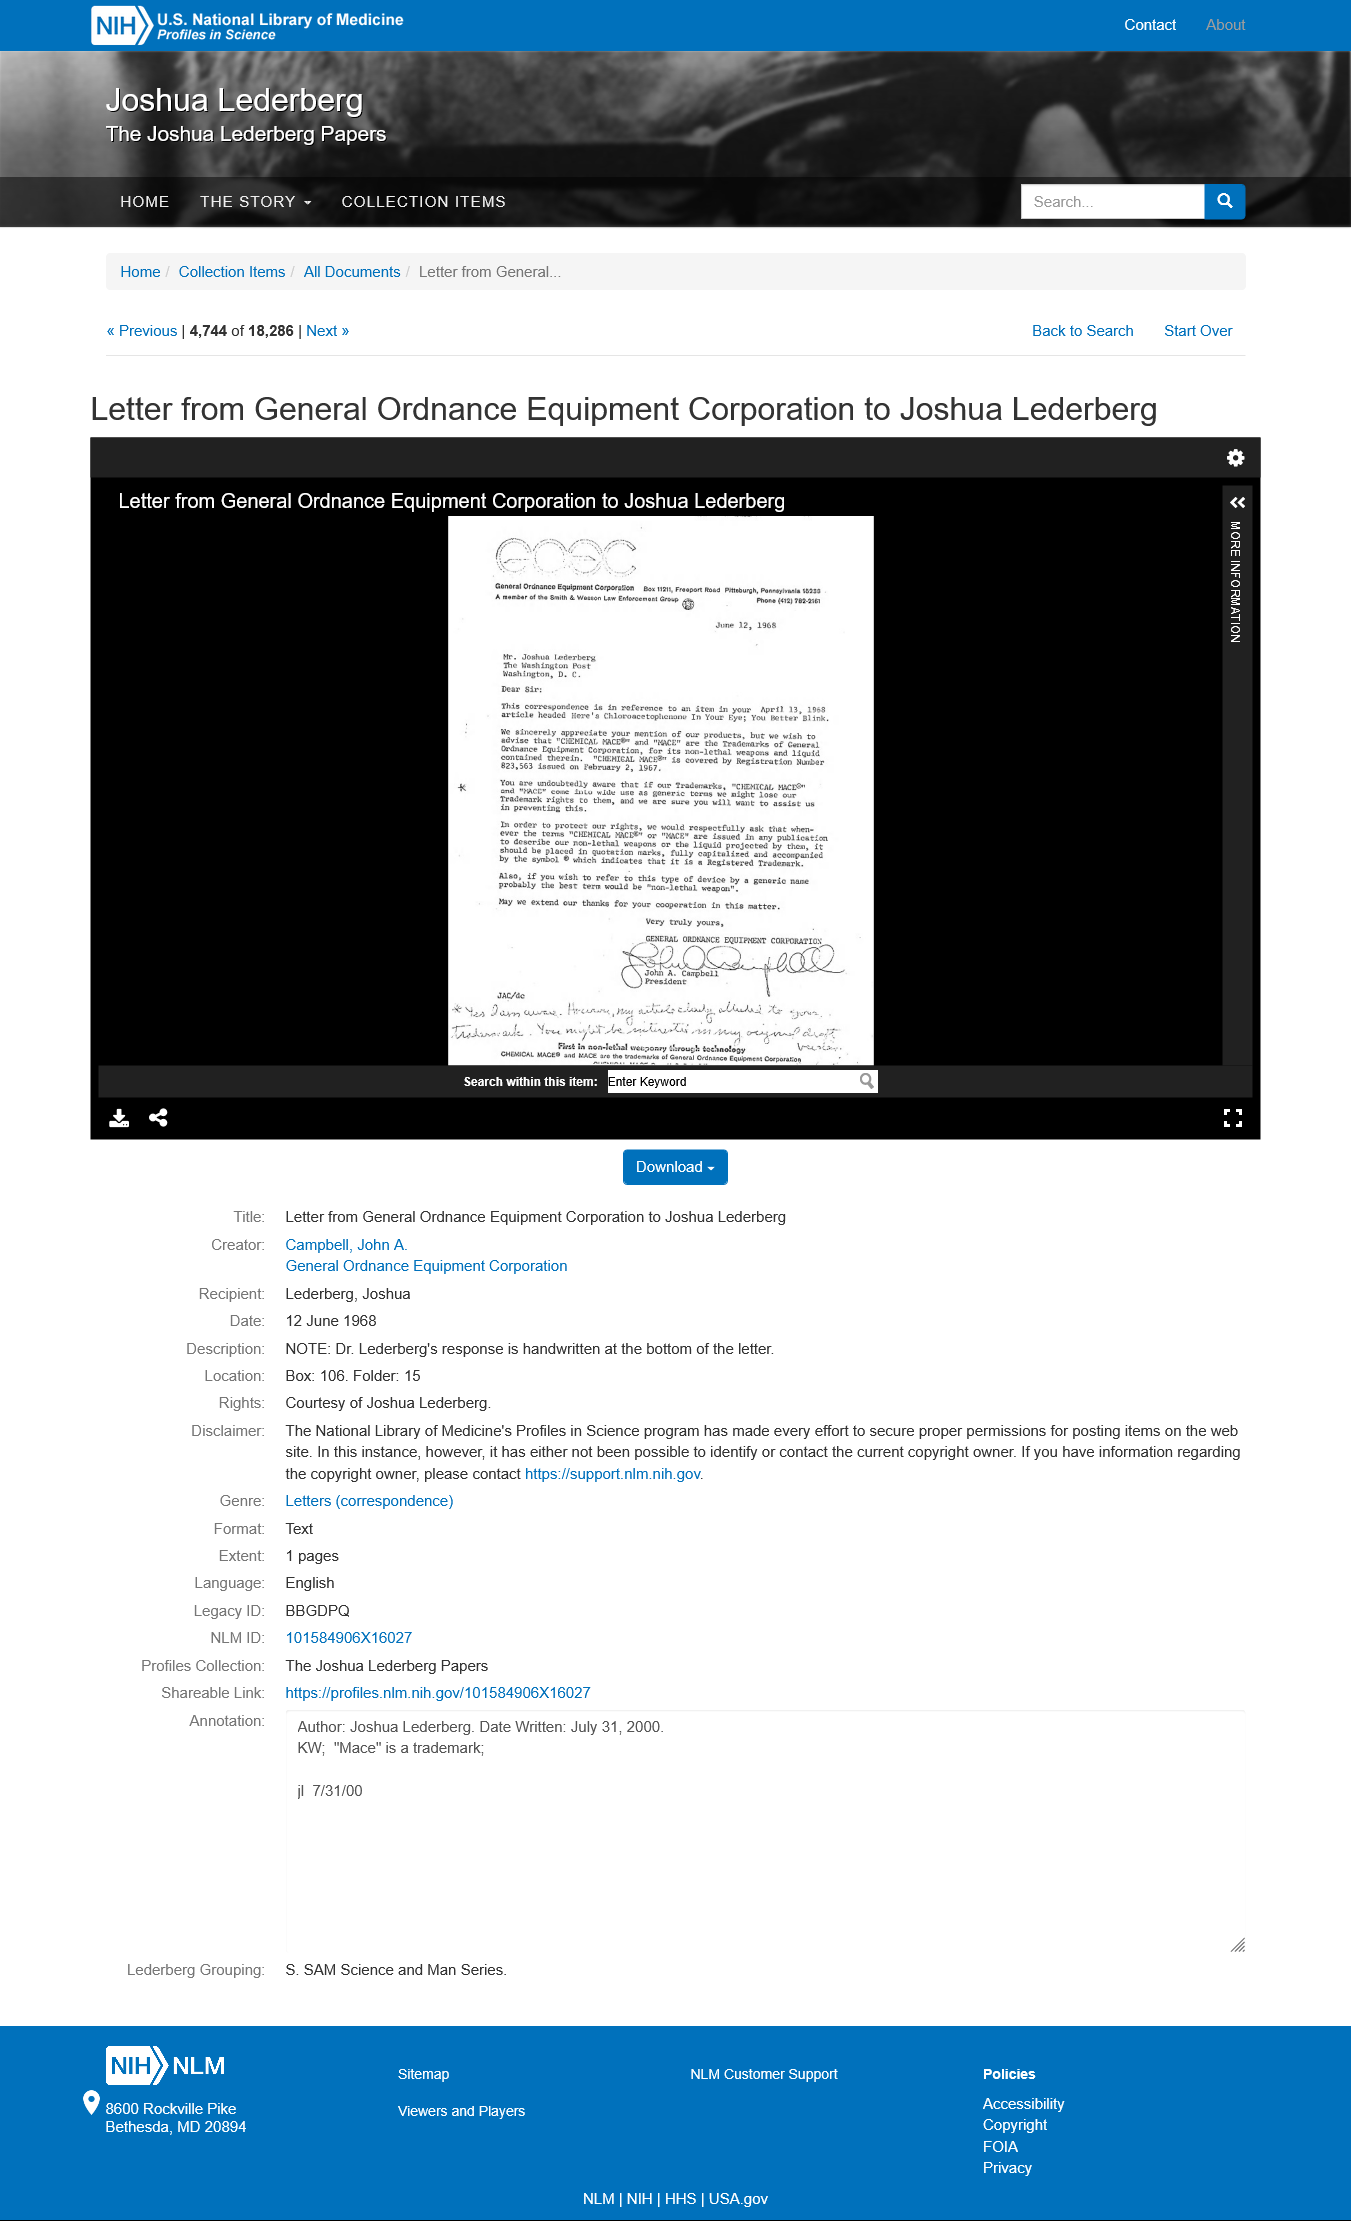 NIH U.S. National Library of Medicine
Profiles in Science
Contact About
Joshua Lederberg
The Joshua Lederberg Papers
HOME THE STORY COLLECTION ITEMS
Search...
Home / Collection Items / All Documents / Letter from General...
« Previous | 4,744 of 18,286 | Next »
Back to Search Start Over
Letter from General Ordnance Equipment Corporation to Joshua Lederberg
Letter from General Ordnance Equipment Corporation to Joshua Lederberg
MORE INFORMATION
GOEC
General Ordnance Equipment Corporation Box 11211, Freeport Road Pittsburgh, Pennsylvania 15238
A member of the Smith & Wesson Law Enforcement Group Phone (412) 782-2161
June 12, 1968
Mr. Joshua Lederberg
The Washington Post
Washington, D. C.
Dear Sir:
This correspondence is in reference to an item in your April 13, 1968
article headed Here's Chloroacetophenone In Your Eye; You Better Blink.
We sincerely appreciate your mention of our products, but we wish to
advise that "CHEMICAL MACE®" and "MACE" are the Trademarks of General
Ordnance Equipment Corporation, for its non-lethal weapons and liquid
contained therein. "CHEMICAL MACE®" is covered by Registration Number
823,563 issued on February 2, 1967.
* You are undoubtedly aware that if our Trademarks, "CHEMICAL MACE®"
and "MACE" come into wide use as generic terms we might lose our
Trademark rights to them, and we are sure you will want to assist us
in preventing this.
In order to protect our rights, we would respectfully ask that when-
ever the terms "CHEMICAL MACE®" or "MACE" are issued in any publication
to describe our non-lethal weapons or the liquid projected by them, it
should be placed in quotation marks, fully capitalized and accompanied
by the symbol ® which indicates that it is a Registered Trademark.
Also, if you wish to refer to this type of device by a generic name
probably the best term would be "non-lethal weapon".
May we extend our thanks for your cooperation in this matter.
Very truly yours,
GENERAL ORDNANCE EQUIPMENT CORPORATION
John A. Campbell
John A. Campbell
President
JAC/dc
* Yes I am aware. However, my article clearly alluded to your
trademark. You might be interested in my original draft
First in non-lethal weaponry through technology
CHEMICAL MACE® and MACE are the trademarks of General Ordnance Equipment Corporation
Search within this item: Enter Keyword
Download
Title: Letter from General Ordnance Equipment Corporation to Joshua Lederberg
Creator: Campbell, John A.
General Ordnance Equipment Corporation
Recipient: Lederberg, Joshua
Date: 12 June 1968
Description: NOTE: Dr. Lederberg's response is handwritten at the bottom of the letter.
Location: Box: 106. Folder: 15
Rights: Courtesy of Joshua Lederberg.
Disclaimer: The National Library of Medicine's Profiles in Science program has made every effort to secure proper permissions for posting items on the web
site. In this instance, however, it has either not been possible to identify or contact the current copyright owner. If you have information regarding
the copyright owner, please contact https://support.nlm.nih.gov.
Genre: Letters (correspondence)
Format: Text
Extent: 1 pages
Language: English
Legacy ID: BBGDPQ
NLM ID: 101584906X16027
Profiles Collection: The Joshua Lederberg Papers
Shareable Link: https://profiles.nlm.nih.gov/101584906X16027
Annotation: Author: Joshua Lederberg. Date Written: July 31, 2000.
KW; "Mace" is a trademark;
jl 7/31/00
Lederberg Grouping: S. SAM Science and Man Series.
NIH NLM
8600 Rockville Pike
Bethesda, MD 20894
Sitemap
Viewers and Players
NLM Customer Support
Policies
Accessibility
Copyright
FOIA
Privacy
NLM | NIH | HHS | USA.gov